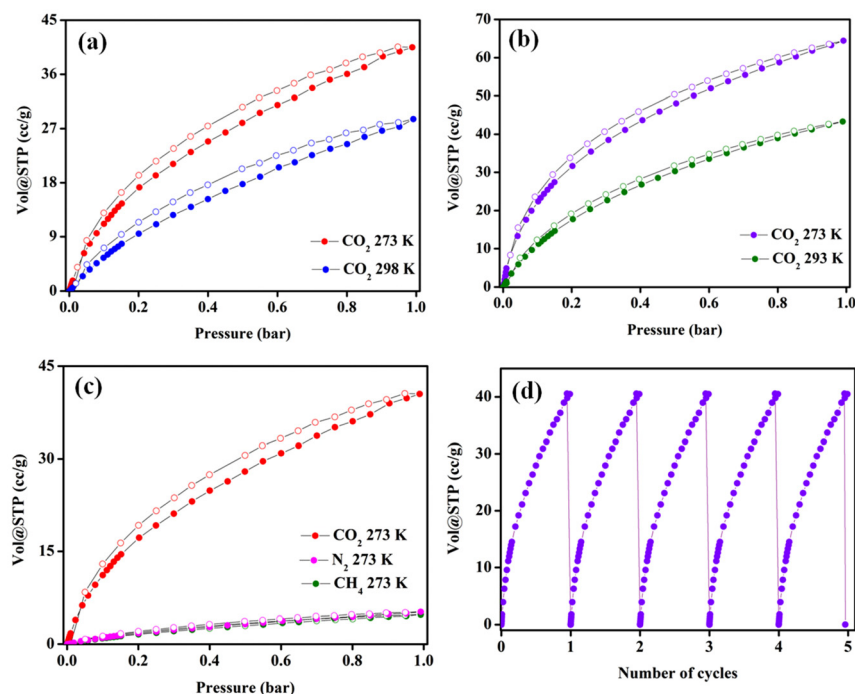 (a)
45
36
27
18
9
0
Vol@STP (cc/g)
CO2 273 K
CO2 298 K
0.0 0.2 0.4 0.6 0.8 1.0
Pressure (bar)
(b)
70
60
50
40
30
20
10
0
Vol@STP (cc/g)
CO2 273 K
CO2 293 K
0.0 0.2 0.4 0.6 0.8 1.0
Pressure (bar)
(c)
45
30
15
0
Vol@STP (cc/g)
CO2 273 K
N2 273 K
CH4 273 K
0.0 0.2 0.4 0.6 0.8 1.0
Pressure (bar)
(d)
40
30
20
10
0
Vol@STP (cc/g)
0 1 2 3 4 5
Number of cycles